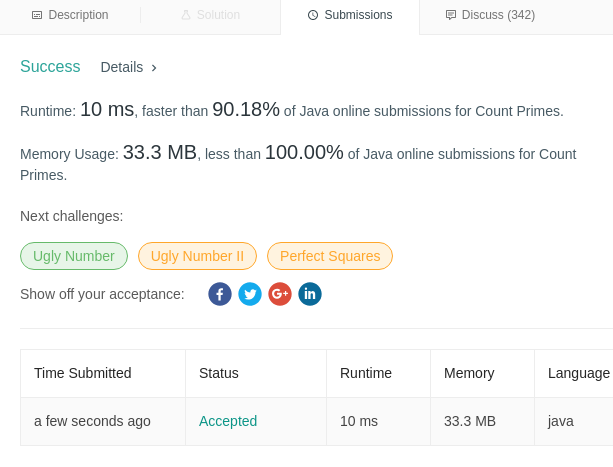 Description Solution Submissions Discuss (342)
Success Details ›
Runtime: 10 ms, faster than 90.18% of Java online submissions for Count Primes.
Memory Usage: 33.3 MB, less than 100.00% of Java online submissions for Count
Primes.
Next challenges:
Ugly Number Ugly Number II Perfect Squares
Show off your acceptance: f G+ in
Time Submitted Status Runtime Memory Language
a few seconds ago Accepted 10 ms 33.3 MB java